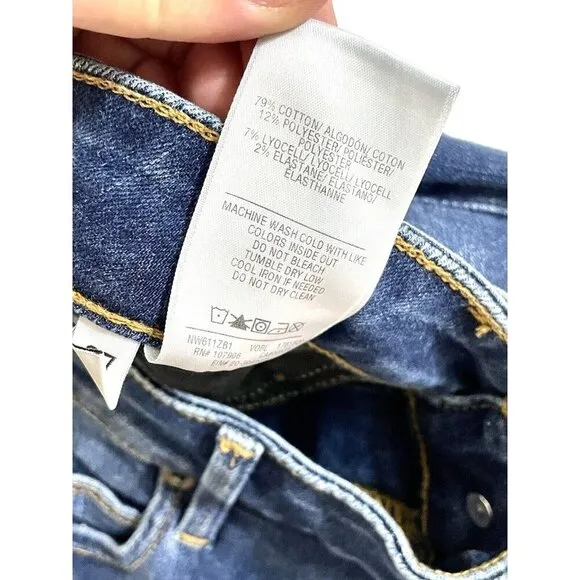 79% COTTON/ ALGODÓN/ COTON
12% POLYESTER/ POLIÉSTER/
POLYESTER
7% LYOCELL/ LYOCELL/ LYOCELL
2% ELASTANE/ ELASTANO/
ELASTHANNE
MACHINE WASH COLD WITH LIKE
COLORS INSIDE OUT
DO NOT BLEACH
TUMBLE DRY LOW
COOL IRON IF NEEDED
DO NOT DRY CLEAN
NW611ZB1 VDPL
RN# 107906